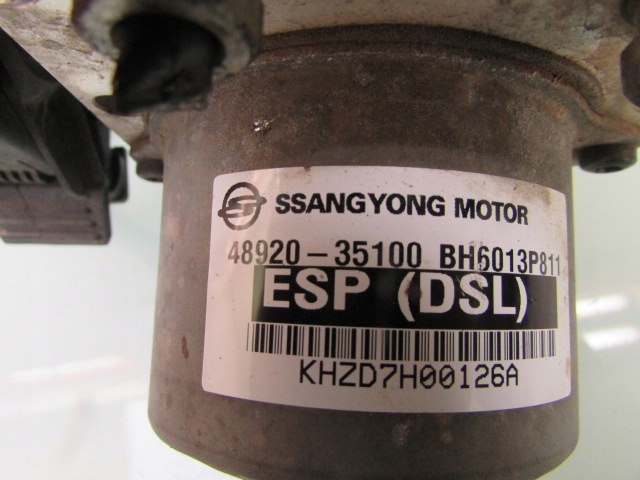 SSANGYONG MOTOR
48920-35100 BH6013P811
ESP (DSL)
KHZD7H00126A